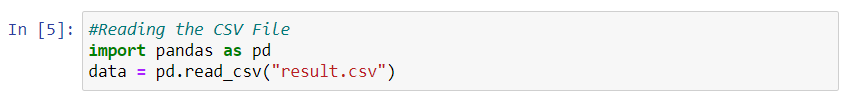 In [5]: #Reading the CSV File
import pandas as pd
data = pd.read_csv("result.csv")